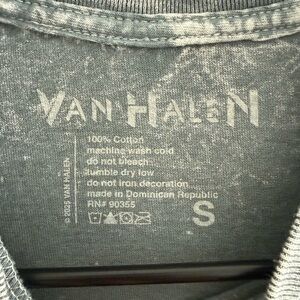 VAN HALEN
100% Cotton
machine wash cold
do not bleach
tumble dry low
do not iron decoration
made in Dominican Republic
RN# 90355
S
© 2025 VAN HALEN